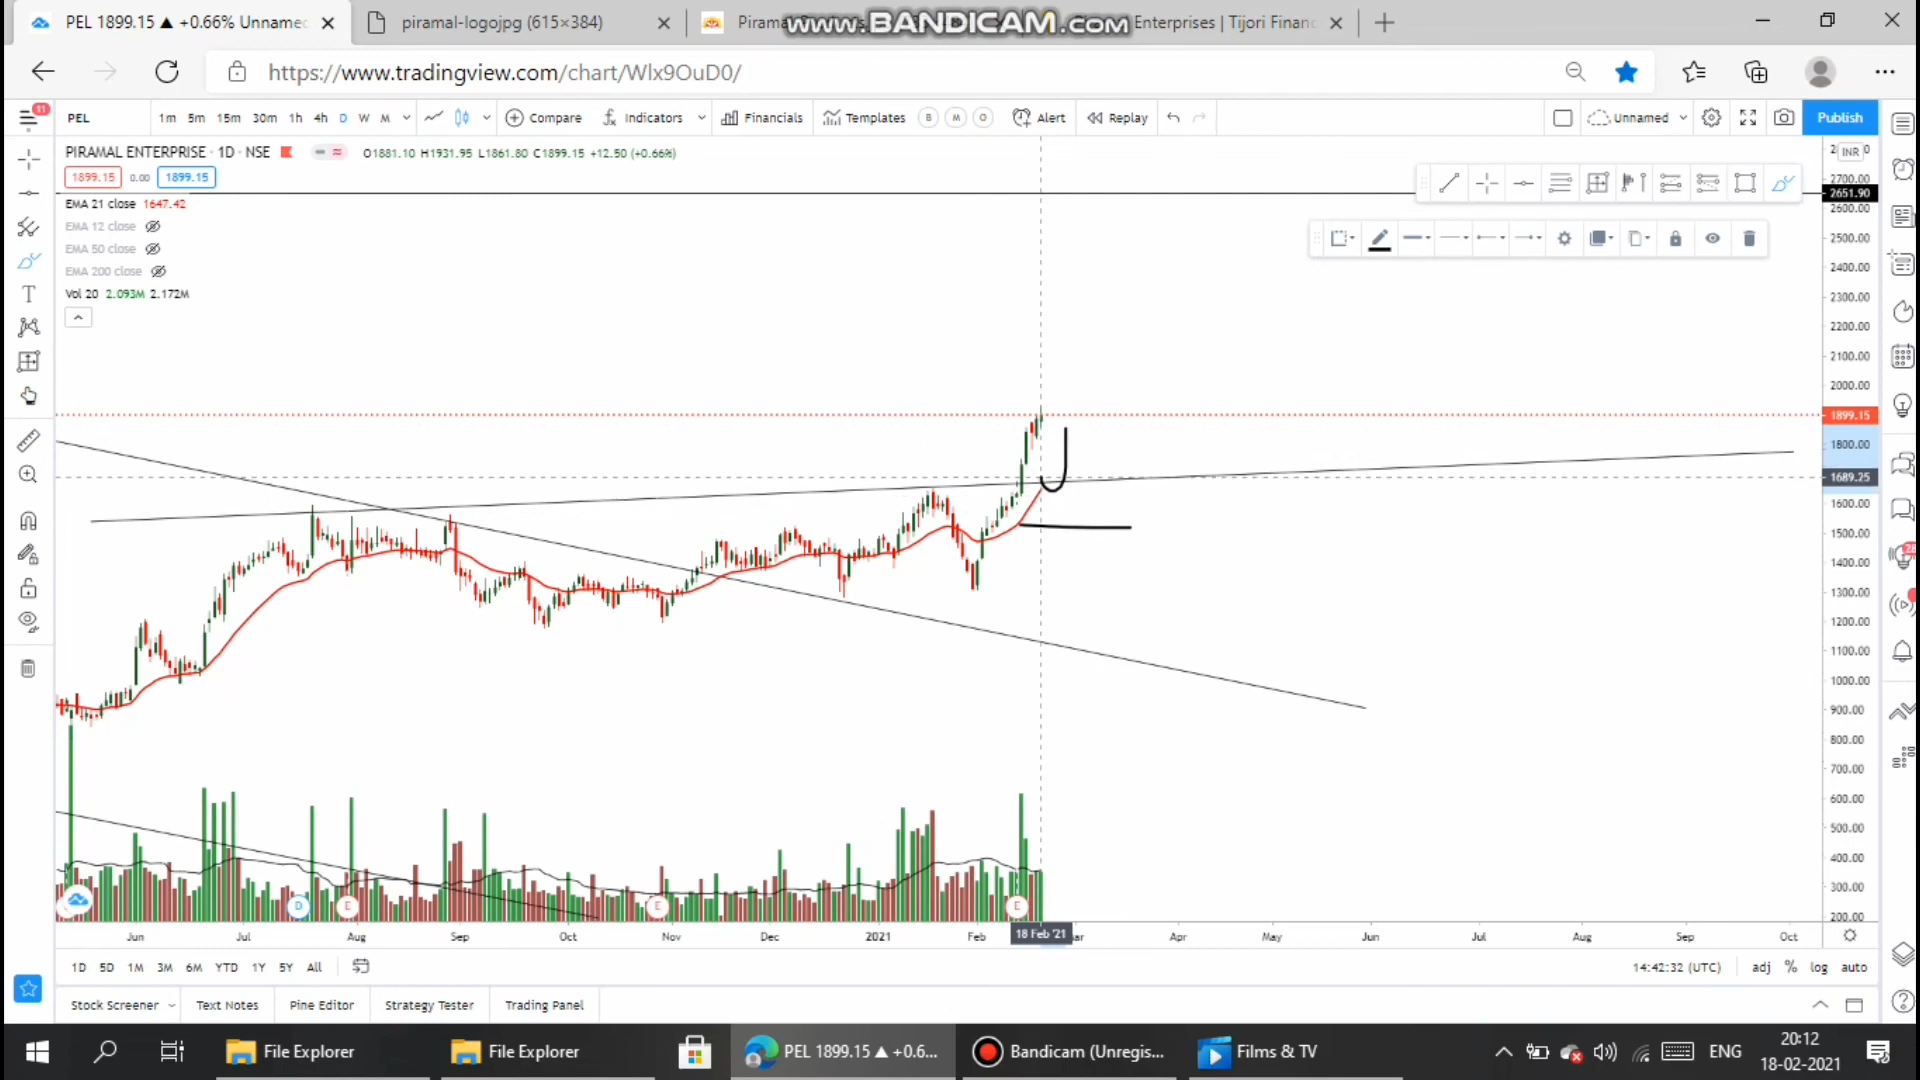 PEL 1899.15 ▲ +0.66% Unname
piramal-logojpg (615×384)
www.BANDICAM.com
Enterprises | Tijori Finan
https://www.tradingview.com/chart/Wlx9OuD0/
11
PEL 1m 5m 15m 30m 1h 4h D W M Compare Indicators Financials Templates B M O Alert Replay Unnamed Publish
PIRAMAL ENTERPRISE · 1D · NSE O1881.10 H1931.95 L1861.80 C1899.15 +12.50 (+0.66%)
INR
1899.15 0.00 1899.15
EMA 21 close 1647.42
EMA 12 close
EMA 50 close
EMA 200 close
Vol 20 2.093M 2.172M
2700.00
2651.90
2600.00
2500.00
2400.00
2300.00
2200.00
2100.00
2000.00
1899.15
1800.00
1689.25
1600.00
1500.00
1400.00
1300.00
1200.00
1100.00
1000.00
900.00
800.00
700.00
600.00
500.00
400.00
300.00
200.00
D E E E
Jun Jul Aug Sep Oct Nov Dec 2021 Feb 18 Feb '21 Apr May Jun Jul Aug Sep Oct
1D 5D 1M 3M 6M YTD 1Y 5Y All 14:42:32 (UTC) adj % log auto
Stock Screener Text Notes Pine Editor Strategy Tester Trading Panel
File Explorer File Explorer PEL 1899.15 ▲ +0.6... Bandicam (Unregis... Films & TV ENG 20:12
18-02-2021